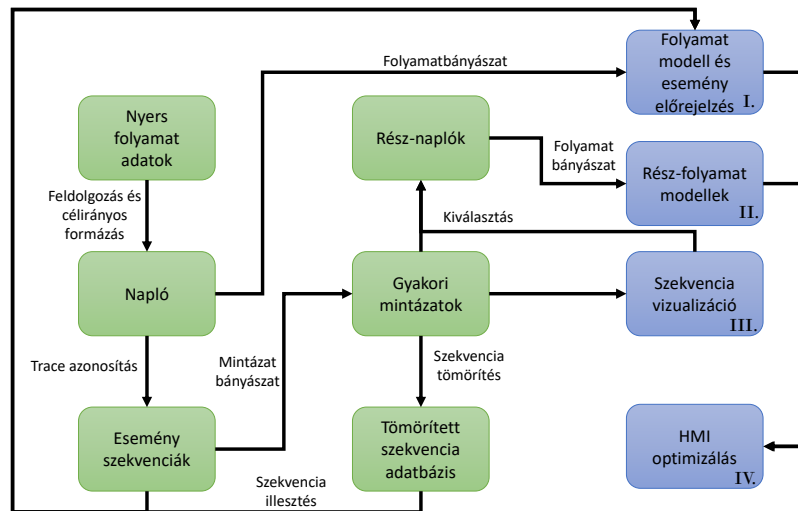 Folyamat
modell és
esemény
előrejelzés
I.
Folyamatbányászat
Nyers
folyamat
adatok
Rész-naplók
Folyamat
bányászat
Rész-folyamat
modellek
II.
Feldolgozás és
célirányos
formázás
Kiválasztás
Napló
Gyakori
mintázatok
Szekvencia
vizualizáció
III.
Trace azonosítás
Mintázat
bányászat
Szekvencia
tömörítés
Esemény
szekvenciák
Tömörített
szekvencia
adatbázis
HMI
optimizálás
IV.
Szekvencia
illesztés